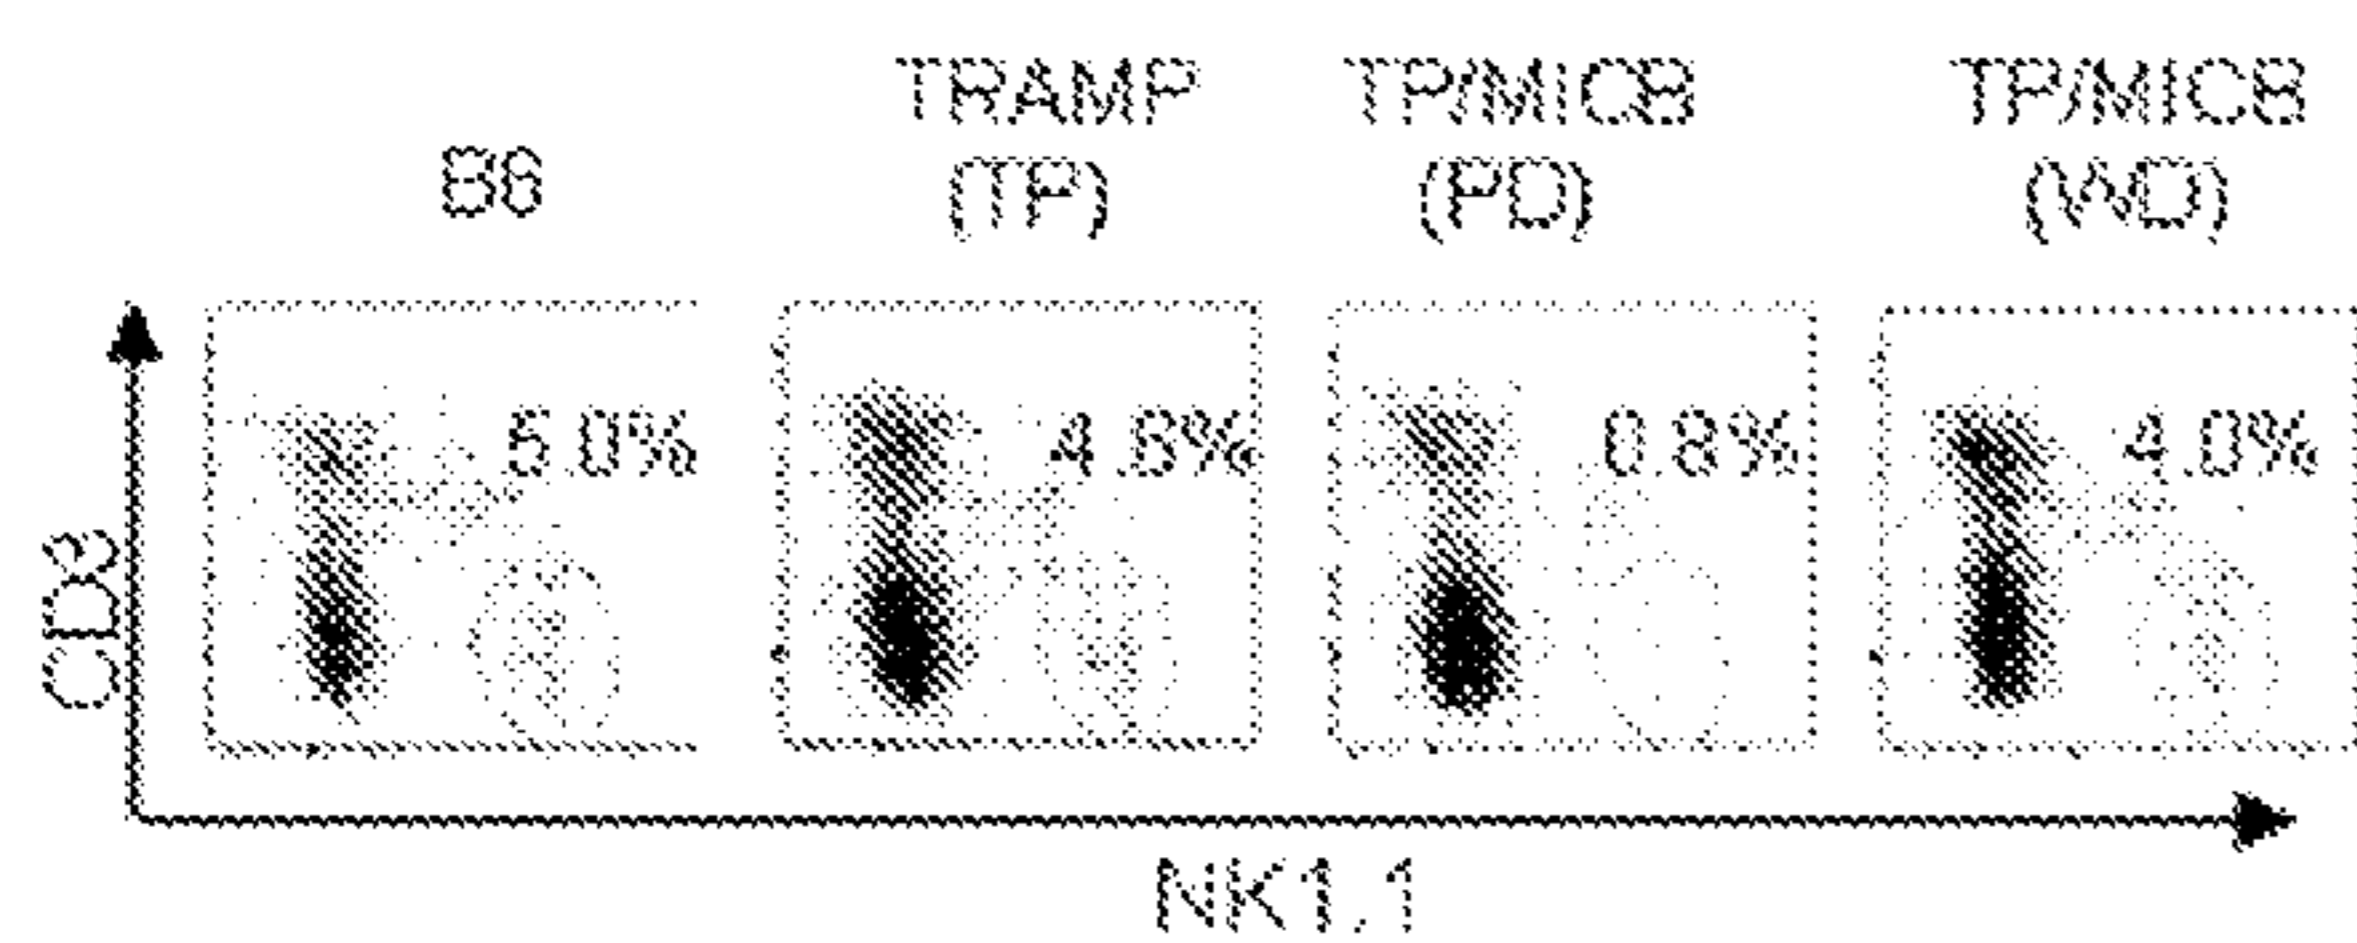 B6
TRAMP
(TP)
TP/MICB
(PD)
TP/MICB
(WD)
5.0%
4.6%
0.8%
4.0%
CD3
NK1.1